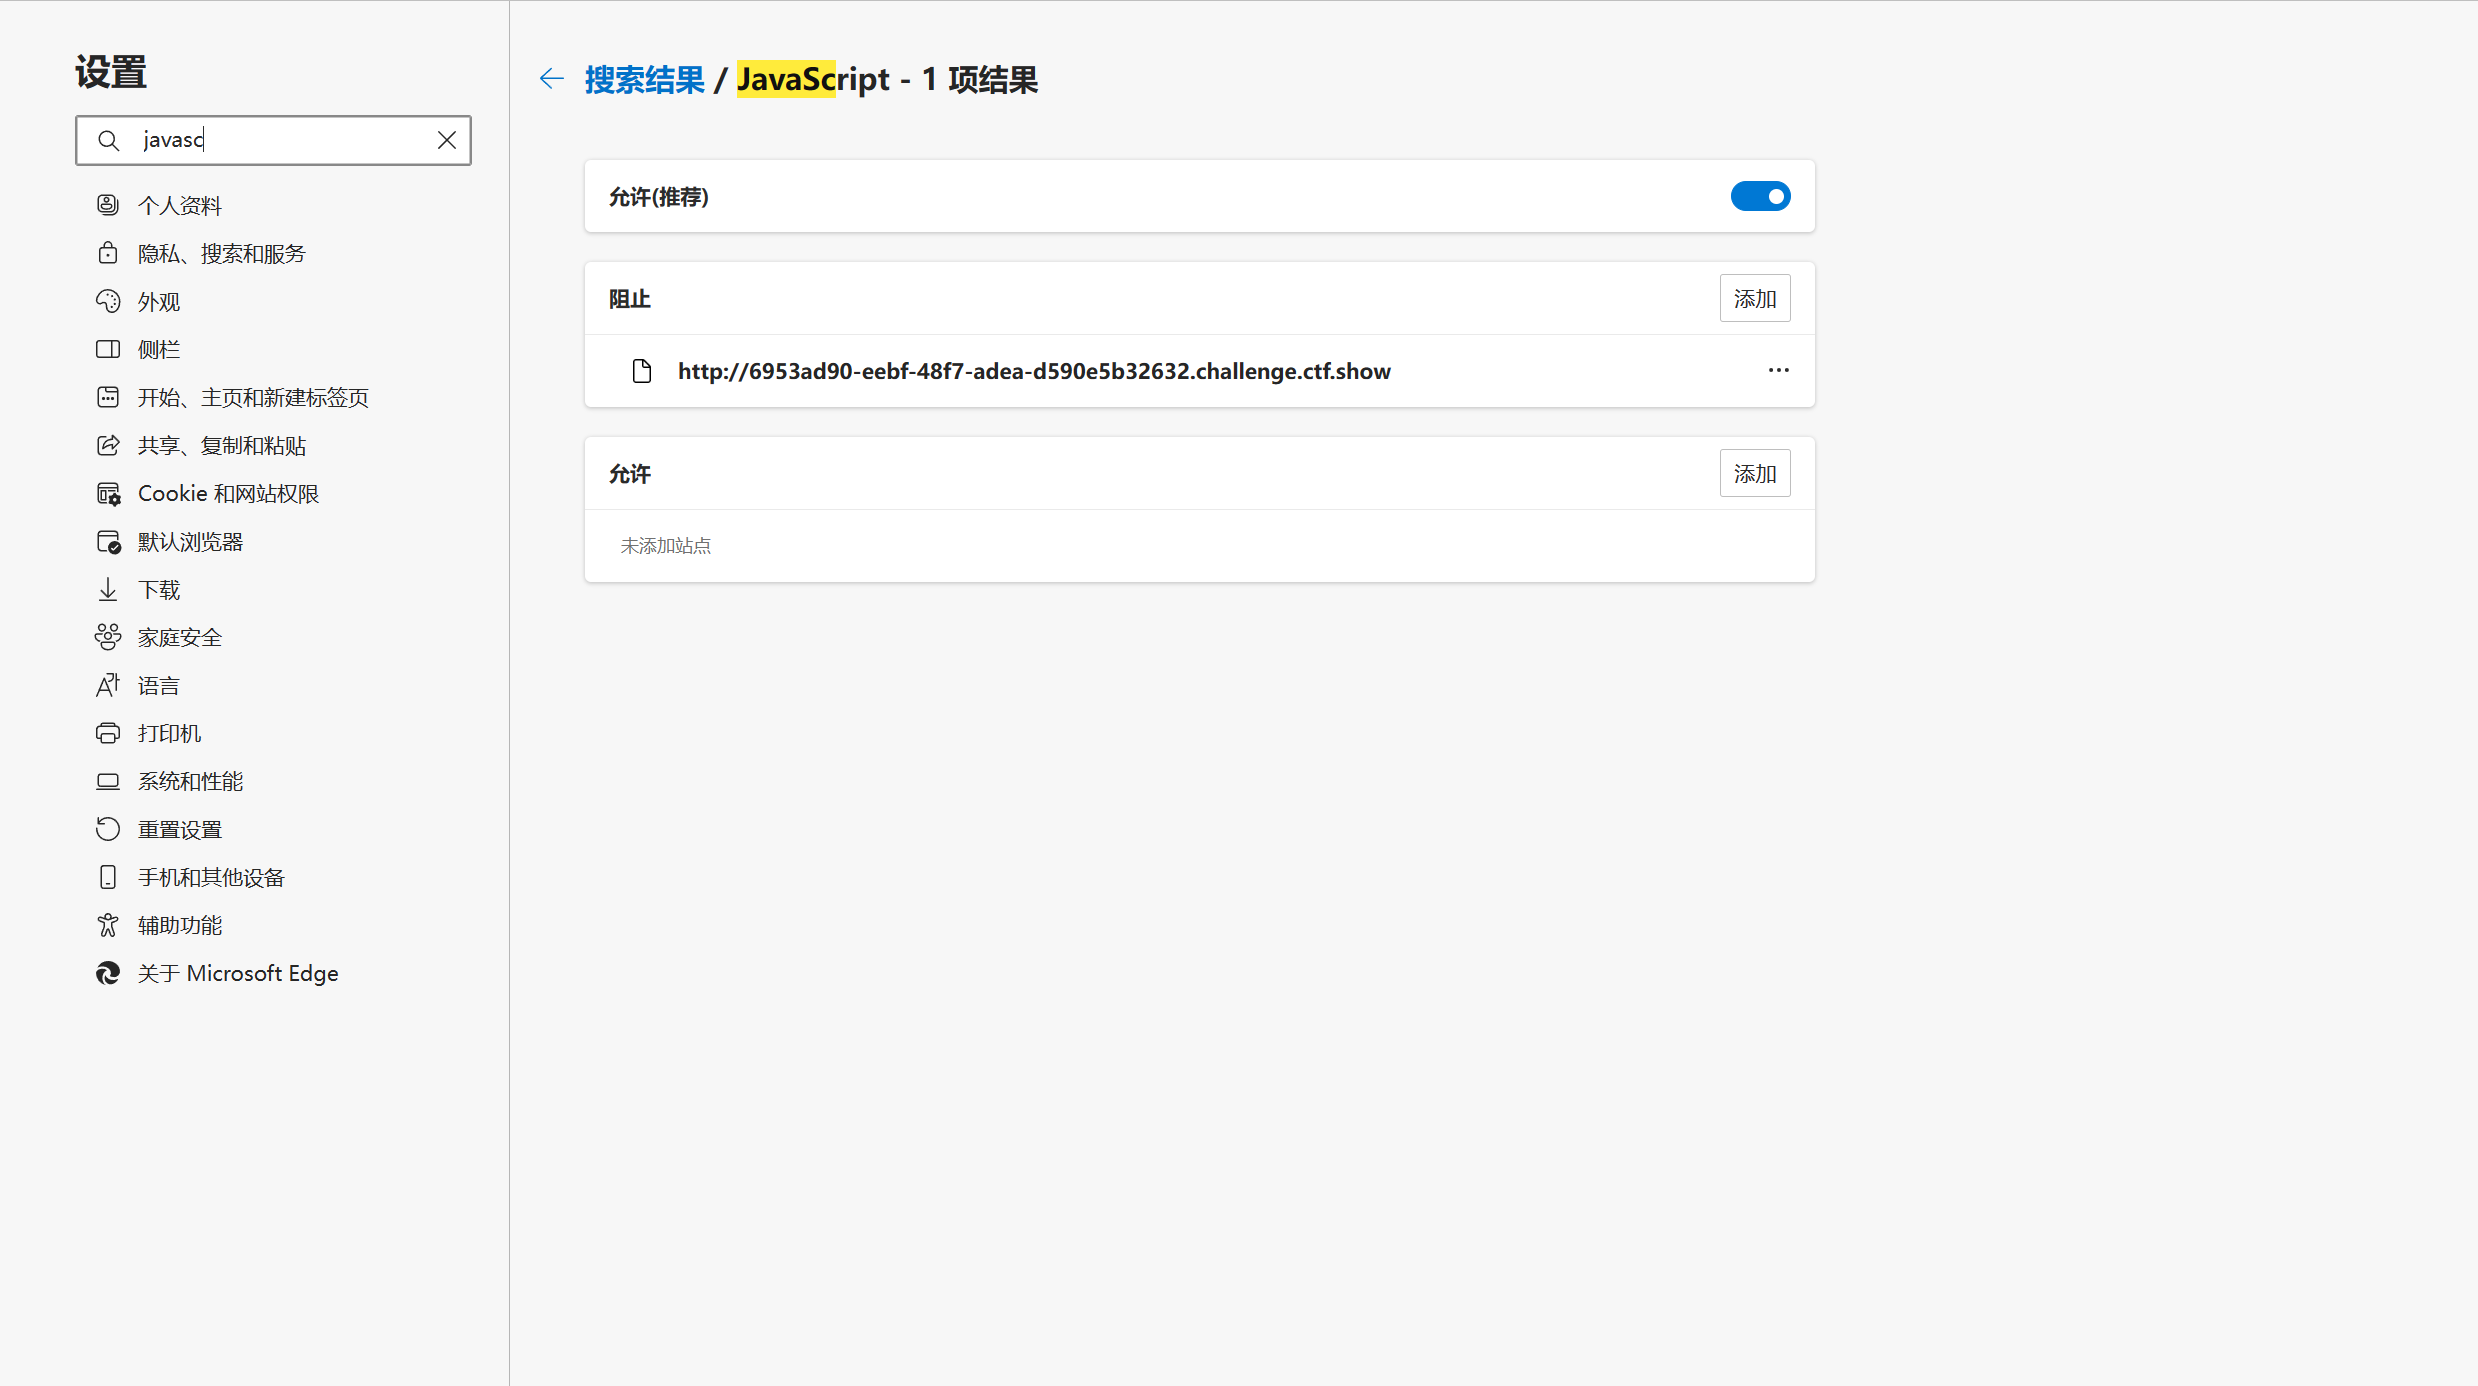 设置
javasc
个人资料
隐私、搜索和服务
外观
侧栏
开始、主页和新建标签页
共享、复制和粘贴
Cookie 和网站权限
默认浏览器
下载
家庭安全
语言
打印机
系统和性能
重置设置
手机和其他设备
辅助功能
关于 Microsoft Edge
搜索结果 / JavaScript - 1 项结果
允许(推荐)
阻止 添加
http://6953ad90-eebf-48f7-adea-d590e5b32632.challenge.ctf.show
允许 添加
未添加站点